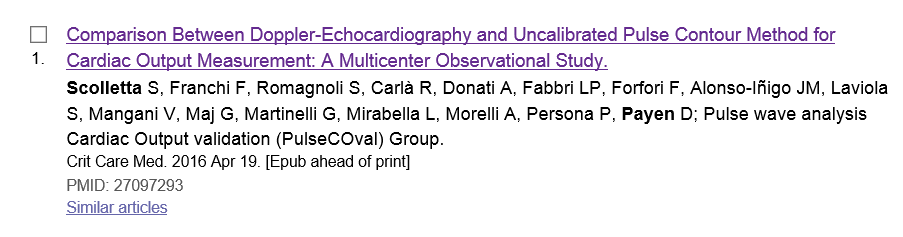 Comparison Between Doppler-Echocardiography and Uncalibrated Pulse Contour Method for
1. Cardiac Output Measurement: A Multicenter Observational Study.
Scolletta S, Franchi F, Romagnoli S, Carlà R, Donati A, Fabbri LP, Forfori F, Alonso-Iñigo JM, Laviola
S, Mangani V, Maj G, Martinelli G, Mirabella L, Morelli A, Persona P, Payen D; Pulse wave analysis
Cardiac Output validation (PulseCOval) Group.
Crit Care Med. 2016 Apr 19. [Epub ahead of print]
PMID: 27097293
Similar articles